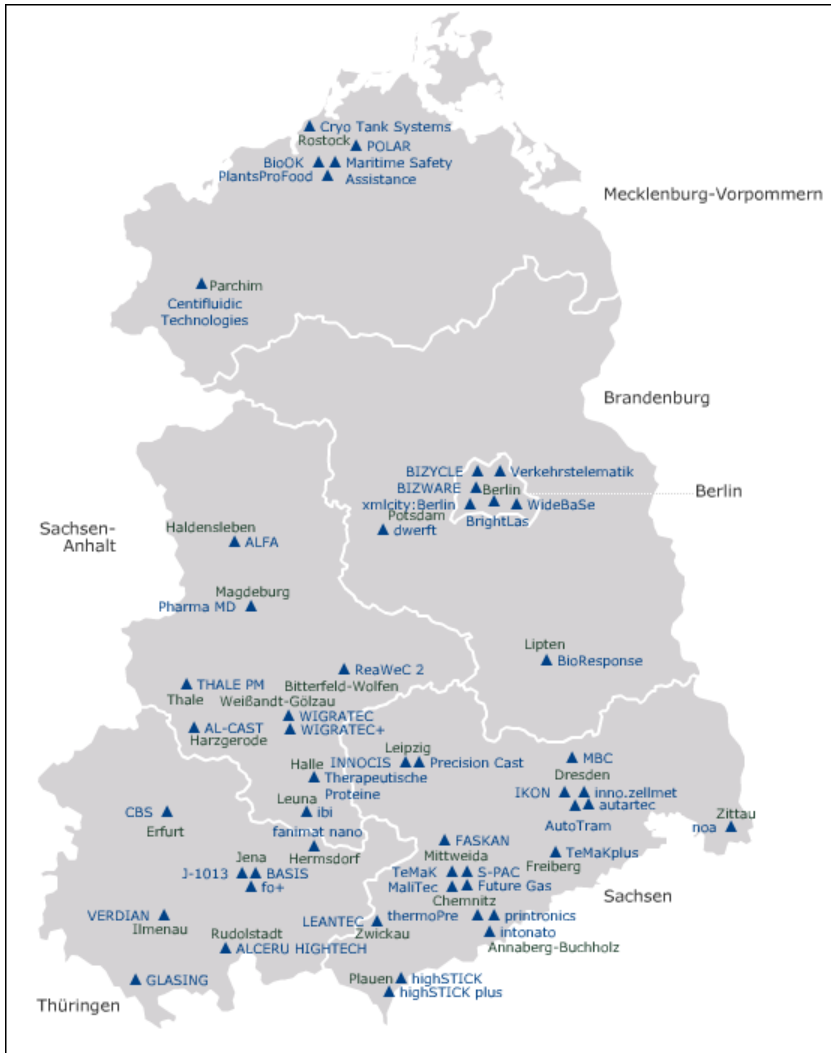 Cryo Tank Systems
Rostock
POLAR
BioOK
Maritime Safety
Assistance
PlantsProFood
Mecklenburg-Vorpommern
Parchim
Centifluidic
Technologies
Brandenburg
BIZYCLE
Verkehrstelematik
BIZWARE
Berlin
Berlin
xmlcity:Berlin
WideBaSe
BrightLas
Potsdam
dwerft
Sachsen-
Anhalt
Haldensleben
ALFA
Magdeburg
Pharma MD
Lipten
BioResponse
ReaWeC 2
Bitterfeld-Wolfen
THALE PM
Thale
Weißandt-Gölzau
WIGRATEC
WIGRATEC+
AL-CAST
Harzgerode
Leipzig
INNOCIS
Precision Cast
MBC
Dresden
Halle
Therapeutische
Proteine
IKON
inno.zellmet
autartec
AutoTram
Leuna
ibi
CBS
Erfurt
Zittau
noa
fanimat nano
Hermsdorf
FASKAN
Mittweida
TeMaKplus
Freiberg
Jena
J-1013
BASIS
fo+
TeMaK
S-PAC
MaliTec
Future Gas
Sachsen
Chemnitz
thermoPre
printronics
intonato
Annaberg-Buchholz
VERDIAN
Ilmenau
LEANTEC
Zwickau
Rudolstadt
ALCERU HIGHTECH
GLASING
Plauen
highSTICK
highSTICK plus
Thüringen